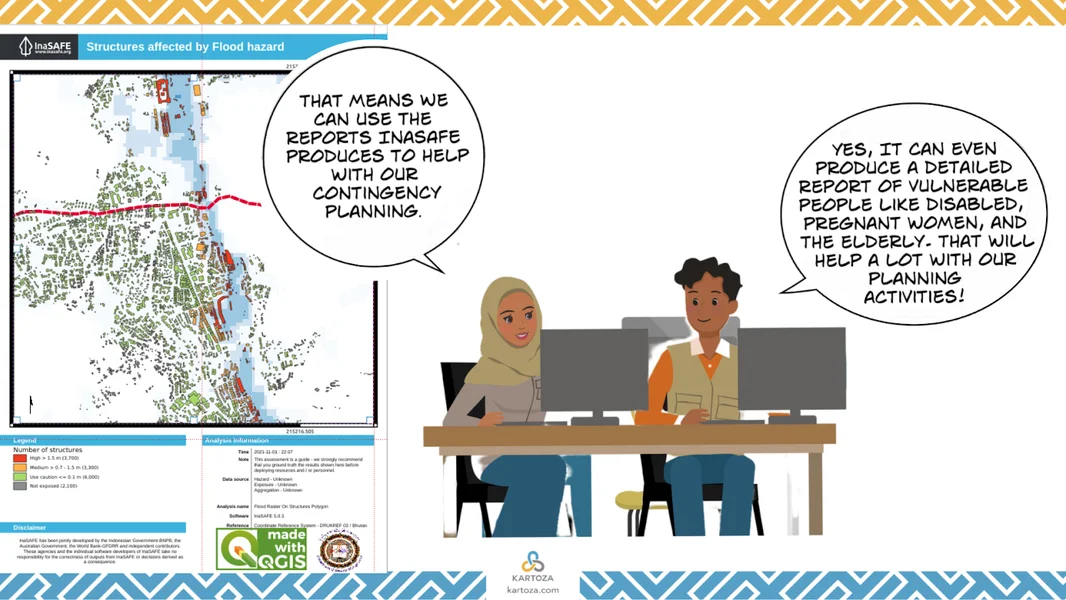 InaSAFE
www.inasafe.org
Structures affected by Flood hazard
THAT MEANS WE
CAN USE THE
REPORTS INASAFE
PRODUCES TO HELP
WITH OUR
CONTINGENCY
PLANNING.
YES, IT CAN EVEN
PRODUCE A DETAILED
REPORT OF VULNERABLE
PEOPLE LIKE DISABLED,
PREGNANT WOMEN, AND
THE ELDERLY. THAT WILL
HELP A LOT WITH OUR
PLANNING
ACTIVITIES!
215216.505
Legend
Number of structures
High > 1.5 m (3,700)
Medium > 0.7 - 1.5 m (3,300)
Use caution <= 0.1 m (6,000)
Not exposed (2,100)
Analysis Information
Time 2021-11-01 : 22:07
Note This assessment is a guide - we strongly recommend
that you ground truth the results shown here before
deploying resources and / or personnel.
Data source Hazard - Unknown
Exposure - Unknown
Aggregation - Unknown
Analysis name Flood Raster On Structures Polygon
Software InaSAFE 5.0.3
Reference Coordinate Reference System - DRUKREF 03 / Bhutan
Disclaimer
InaSAFE has been jointly developed by the Indonesian Government-BNPB, the
Australian Government, the World Bank-GFDRR and independent contributors.
These agencies and the individual software developers of InaSAFE take no
responsibility for the correctness of outputs from InaSAFE or decisions derived as
a consequence.
made
with
QGIS
KARTOZA
kartoza.com